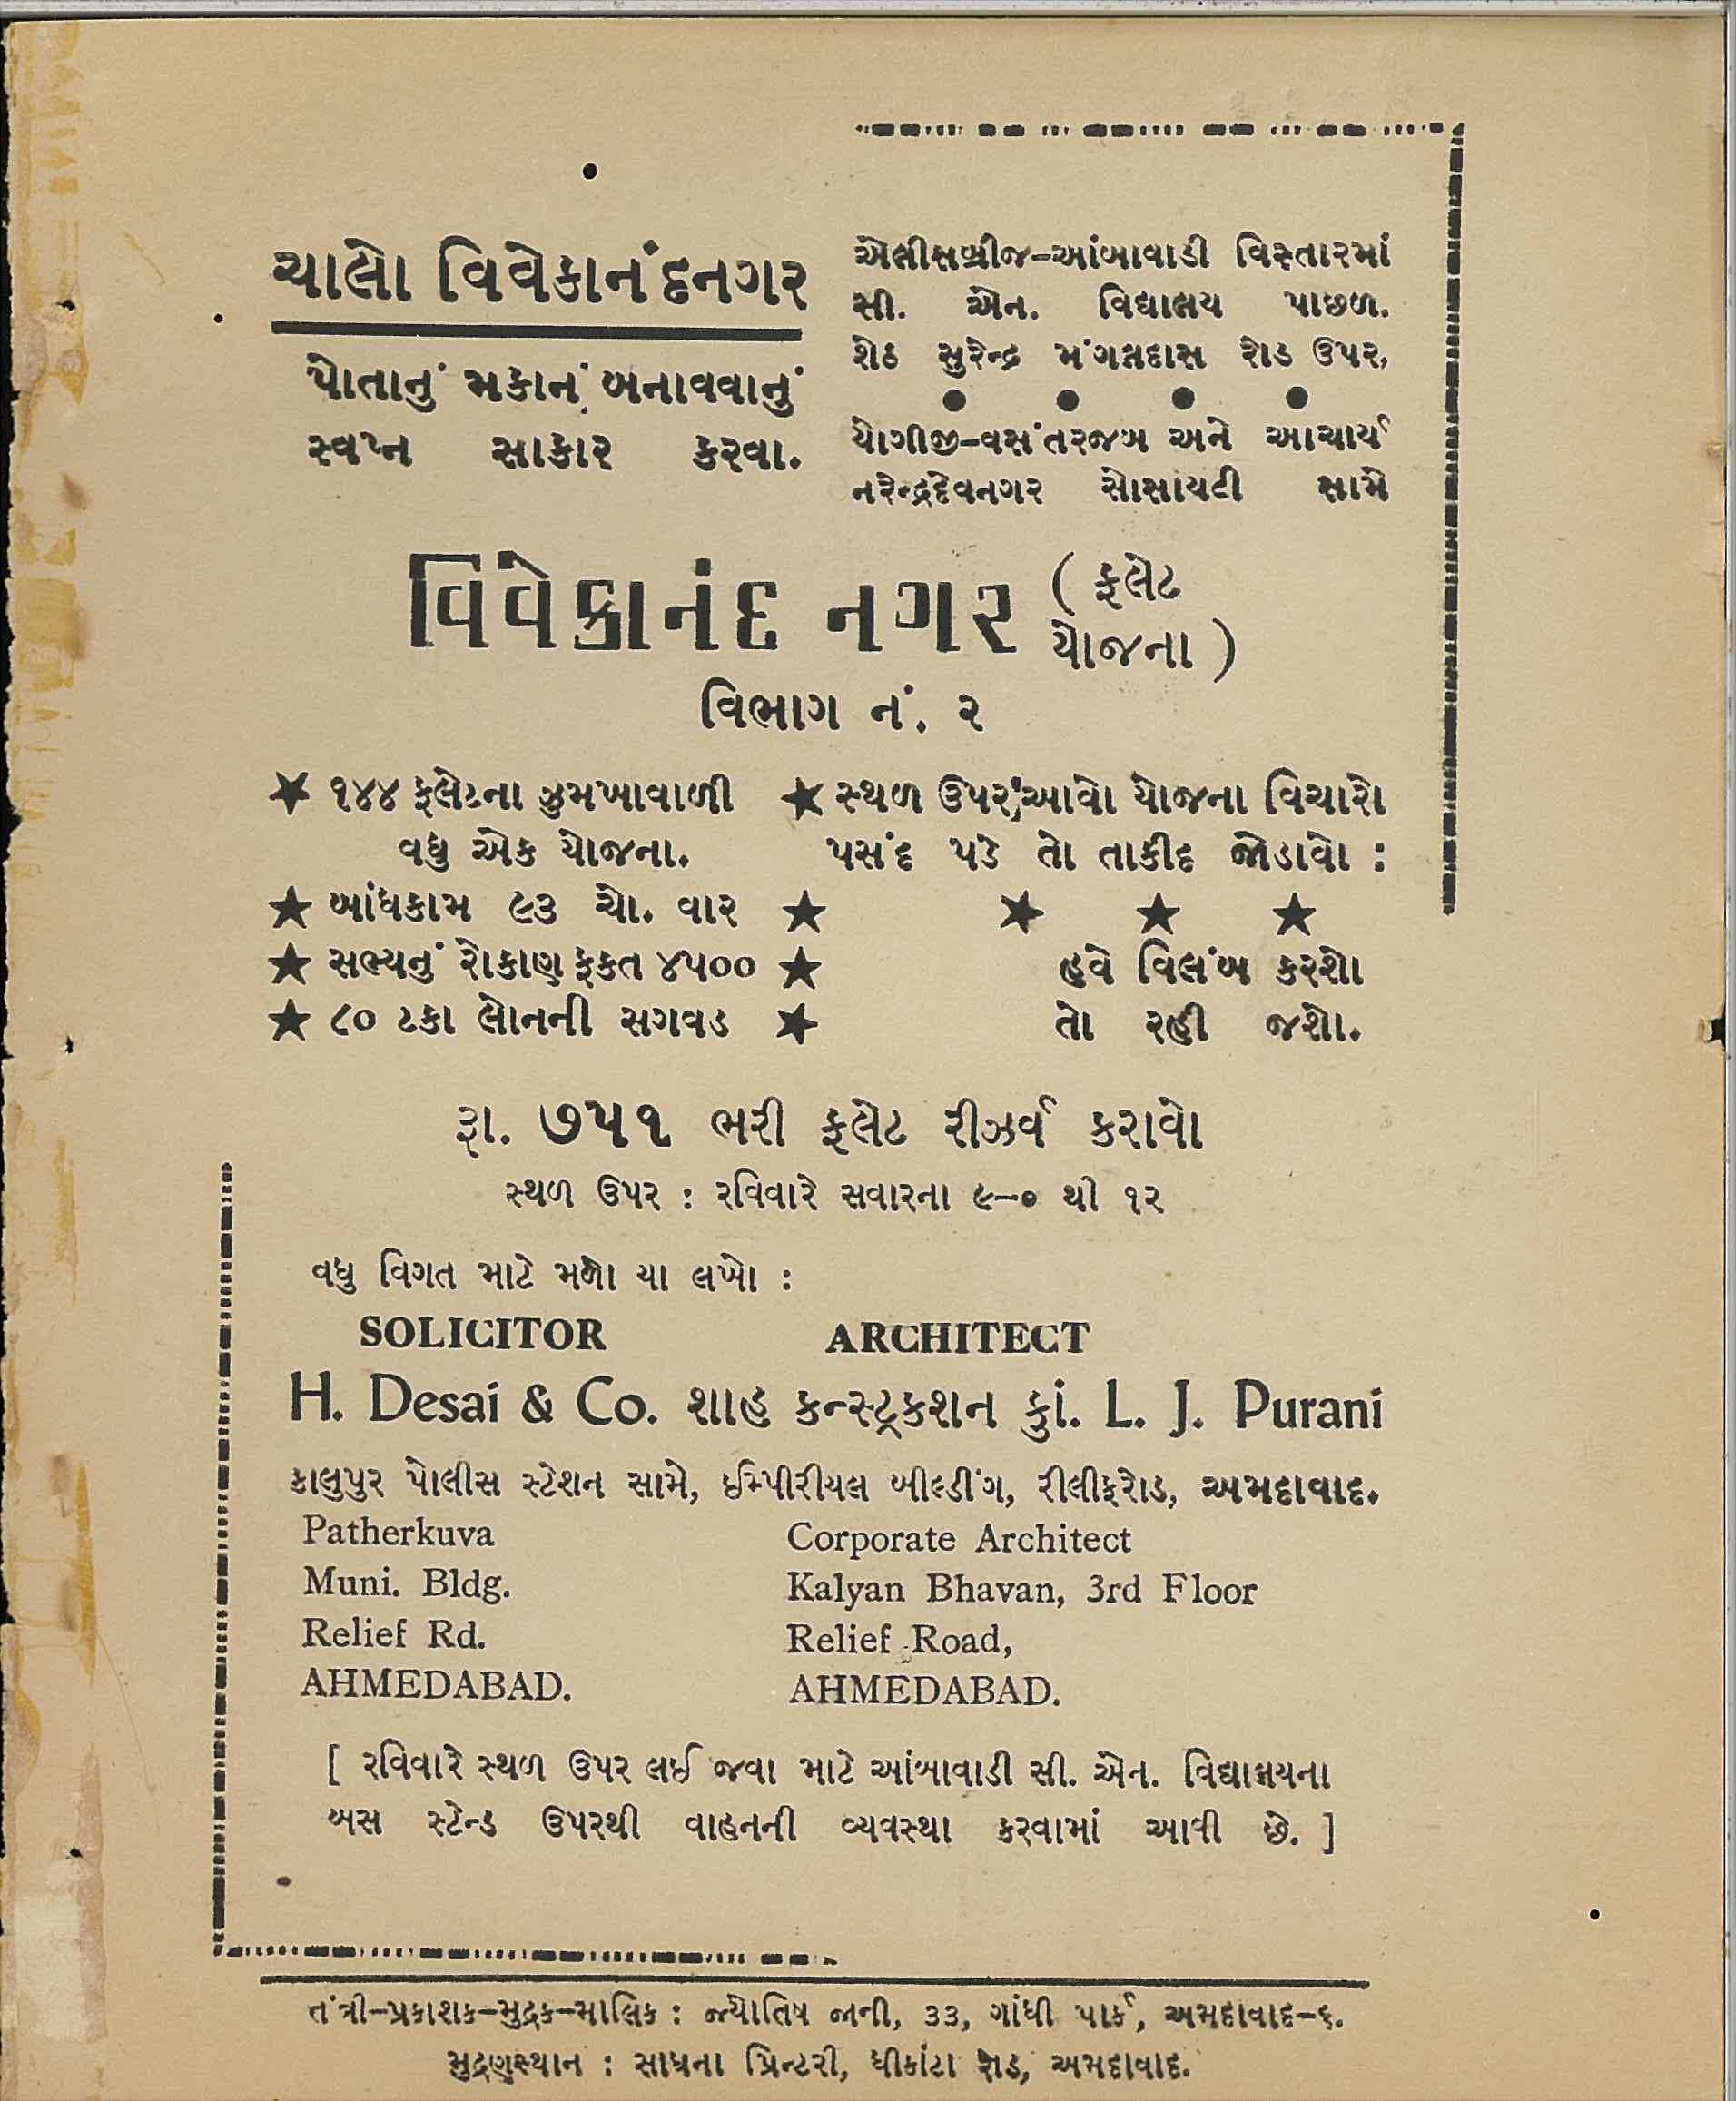 ચાલો વિવેકાનંદનગર
પોતાનું મકાન બનાવવાનું
સ્વપ્ન સાકાર કરવા.
એલીસબ્રીજ-આંબાવાડી વિસ્તારમાં
સી. એન. વિદ્યાલય પાછળ.
શેઠ સુરેન્દ્ર મંગળદાસ રોડ ઉપર,
યોગીજી-વસંતરજબ અને આચાર્ય
નરેન્દ્રદેવનગર સોસાયટી સામે
વિવેકાનંદ નગર ( ફ્લેટ
યોજના )
વિભાગ નં. ૨
★ ૧૪૪ ફ્લેટના ઝુમખાવાળી
વધુ એક યોજના.
★ બાંધકામ ૯૩ ચો. વાર ★
★ સભ્યનું રોકાણ ફકત ૪૫૦૦ ★
★ ૮૦ ટકા લોનની સગવડ ★
★ સ્થળ ઉપર આવો યોજના વિચારો
પસંદ પડે તો તાકીદ જોડાવો :
★ ★ ★
હવે વિલંબ કરશો
તો રહી જશો.
રૂા. ૭૫૧ ભરી ફ્લેટ રીઝર્વ કરાવો
સ્થળ ઉપર : રવિવારે સવારના ૯-૦ થી ૧૨
વધુ વિગત માટે મળો યા લખો :
SOLICITOR ARCHITECT
H. Desai & Co. શાહ કન્સ્ટ્રકશન કુાં. L. J. Purani
કાલુપુર પોલીસ સ્ટેશન સામે, ઈમ્પીરીયલ બીલ્ડીંગ, રીલીફરોડ, અમદાવાદ.
Patherkuva
Muni. Bldg.
Relief Rd.
AHMEDABAD.
Corporate Architect
Kalyan Bhavan, 3rd Floor
Relief Road,
AHMEDABAD.
[ રવિવારે સ્થળ ઉપર લઈ જવા માટે આંબાવાડી સી. એન. વિદ્યાલયના
બસ સ્ટેન્ડ ઉપરથી વાહનની વ્યવસ્થા કરવામાં આવી છે. ]
તંત્રી-પ્રકાશક-મુદ્રક-માલિક : જ્યોતિષ જાની, ૩૩, ગાંધી પાર્ક, અમદાવાદ-૬.
મુદ્રણસ્થાન : સાધના પ્રિન્ટરી, ધીકાંટા રોડ, અમદાવાદ.